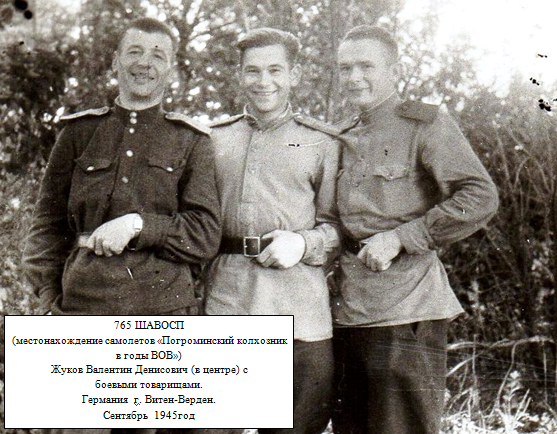 765 ШАВОСП
(местонахождение самолетов «Погроминский колхозник
в годы ВОВ»)
Жуков Валентин Денисович (в центре) с
боевыми товарищами.
Германия г. Витен-Верден.
Сентябрь 1945год